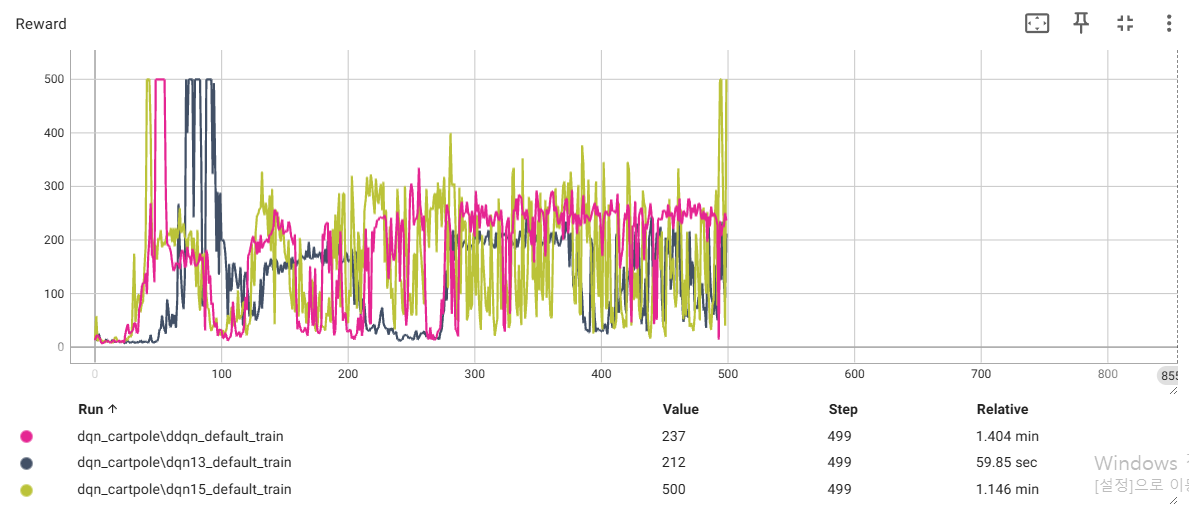 Reward
500
400
300
200
100
0
0 100 200 300 400 500 600 700 800 855
Run ↑ Value Step Relative
dqn_cartpole\ddqn_default_train 237 499 1.404 min
dqn_cartpole\dqn13_default_train 212 499 59.85 sec
dqn_cartpole\dqn15_default_train 500 499 1.146 min
Windows
[설정]으로